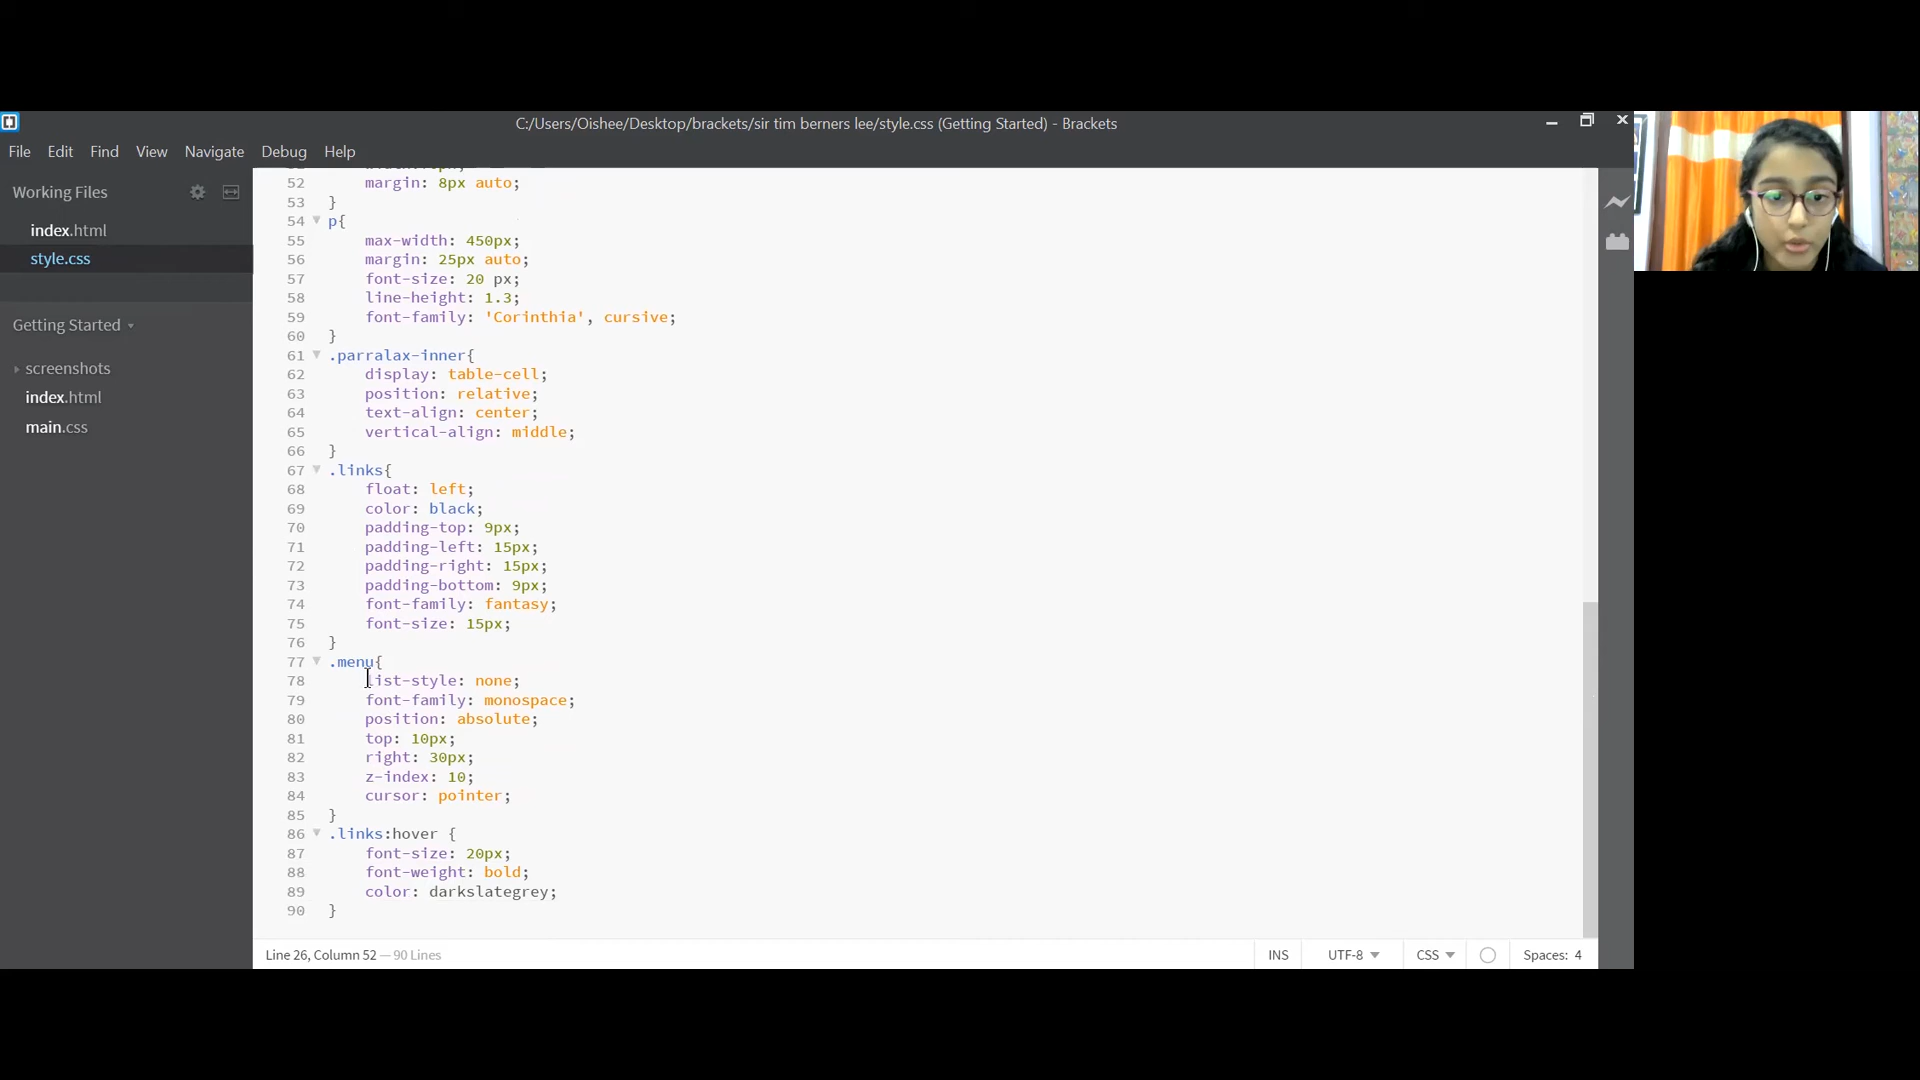 C:/Users/Oishee/Desktop/brackets/sir tim berners lee/style.css (Getting Started) - Brackets
File Edit Find View Navigate Debug Help
Working Files
index.html
style.css
Getting Started
screenshots
index.html
main.css
52 margin: 8px auto;
53 }
54 p{
55 max-width: 450px;
56 margin: 25px auto;
57 font-size: 20 px;
58 line-height: 1.3;
59 font-family: 'Corinthia', cursive;
60 }
61 .parralax-inner{
62 display: table-cell;
63 position: relative;
64 text-align: center;
65 vertical-align: middle;
66 }
67 .links{
68 float: left;
69 color: black;
70 padding-top: 9px;
71 padding-left: 15px;
72 padding-right: 15px;
73 padding-bottom: 9px;
74 font-family: fantasy;
75 font-size: 15px;
76 }
77 .menu{
78 list-style: none;
79 font-family: monospace;
80 position: absolute;
81 top: 10px;
82 right: 30px;
83 z-index: 10;
84 cursor: pointer;
85 }
86 .links:hover {
87 font-size: 20px;
88 font-weight: bold;
89 color: darkslategrey;
90 }
Line 26, Column 52 — 90 Lines INS UTF-8 CSS Spaces: 4